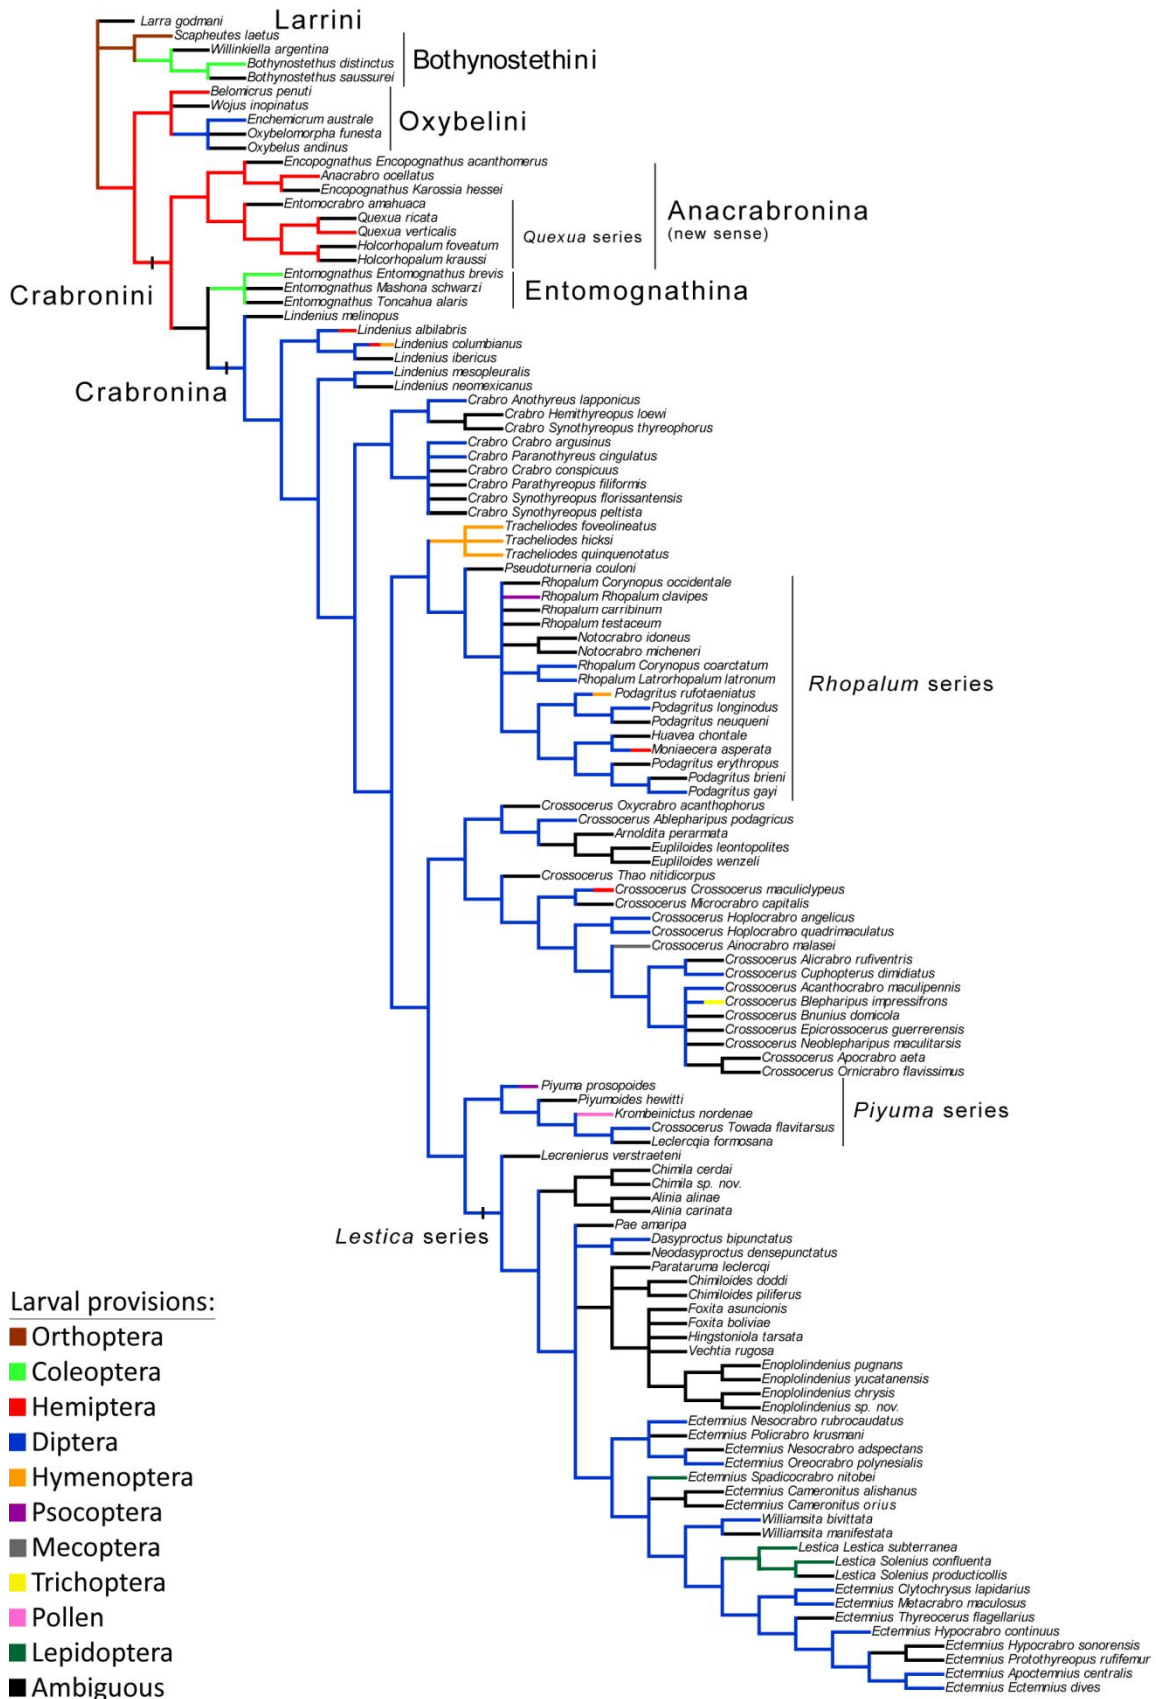 Larra godmani
Larrini
Scapheutes laetus
Willinkiella argentina
Bothynostethus distinctus
Bothynostethus saussurei
Bothynostethini
Belomicrus penuti
Wojus inopinatus
Enchemicrum australe
Oxybelomorpha funesta
Oxybelus andinus
Oxybelini
Encopognathus Encopognathus acanthomerus
Anacrabro ocellatus
Encopognathus Karossia hessei
Entomocrabro amahuaca
Quexua ricata
Quexua verticalis
Holcorhopalum foveatum
Holcorhopalum kraussi
Quexua series
Anacrabronina
(new sense)
Crabronini
Entomognathus Entomognathus brevis
Entomognathus Mashona schwarzi
Entomognathus Toncahua alaris
Entomognathina
Lindenius melinopus
Lindenius albilabris
Lindenius columbianus
Lindenius ibericus
Lindenius mesopleuralis
Lindenius neomexicanus
Crabronina
Crabro Anothyreus lapponicus
Crabro Hemithyreopus loewi
Crabro Synothyreopus thyreophorus
Crabro Crabro argusinus
Crabro Paranothyreus cingulatus
Crabro Crabro conspicuus
Crabro Parathyreopus filiformis
Crabro Synothyreopus florissantensis
Crabro Synothyreopus peltista
Tracheliodes foveolineatus
Tracheliodes hicksi
Tracheliodes quinquenotatus
Pseudoturneria couloni
Rhopalum Corynopus occidentale
Rhopalum Rhopalum clavipes
Rhopalum carribinum
Rhopalum testaceum
Notocrabro idoneus
Notocrabro micheneri
Rhopalum Corynopus coarctatum
Rhopalum Latrorhopalum latronum
Podagritus rufotaeniatus
Podagritus longinodus
Podagritus neuqueni
Huavea chontale
Moniaecera asperata
Podagritus erythropus
Podagritus brieni
Podagritus gayi
Rhopalum series
Crossocerus Oxycrabro acanthophorus
Crossocerus Ablepharipus podagricus
Arnoldita perarmata
Eupliloides leontopolites
Eupliloides wenzeli
Crossocerus Thao nitidicorpus
Crossocerus Crossocerus maculiclypeus
Crossocerus Microcrabro capitalis
Crossocerus Hoplocrabro angelicus
Crossocerus Hoplocrabro quadrimaculatus
Crossocerus Ainocrabro malasei
Crossocerus Alicrabro rufiventris
Crossocerus Cuphopterus dimidiatus
Crossocerus Acanthocrabro maculipennis
Crossocerus Blepharipus impressifrons
Crossocerus Bnunius domicola
Crossocerus Epicrossocerus guerrerensis
Crossocerus Neoblepharipus maculitarsis
Crossocerus Apocrabro aeta
Crossocerus Ornicrabro flavissimus
Piyuma prosopoides
Piyumoides hewitti
Krombeinictus nordenae
Crossocerus Towada flavitarsus
Leclercqia formosana
Piyuma series
Lecrenierus verstraeteni
Chimila cerdai
Chimila sp. nov.
Alinia alinae
Alinia carinata
Lestica series
Pae amaripa
Dasyproctus bipunctatus
Neodasyproctus densepunctatus
Parataruma leclercqi
Chimiloides doddi
Chimiloides piliferus
Foxita asuncionis
Foxita boliviae
Hingstoniola tarsata
Vechtia rugosa
Enoplolindenius pugnans
Enoplolindenius yucatanensis
Enoplolindenius chrysis
Enoplolindenius sp. nov.
Ectemnius Nesocrabro rubrocaudatus
Ectemnius Policrabro krusmani
Ectemnius Nesocrabro adspectans
Ectemnius Oreocrabro polynesialis
Ectemnius Spadicocrabro nitobei
Ectemnius Cameronitus alishanus
Ectemnius Cameronitus orius
Williamsita bivittata
Williamsita manifestata
Lestica Lestica subterranea
Lestica Solenius confluenta
Lestica Solenius producticollis
Ectemnius Clytochrysus lapidarius
Ectemnius Metacrabro maculosus
Ectemnius Thyreocerus flagellarius
Ectemnius Hypocrabro continuus
Ectemnius Hypocrabro sonorensis
Ectemnius Protothyreopus rufifemur
Ectemnius Apoctemnius centralis
Ectemnius Ectemnius dives
Larval provisions:
Orthoptera
Coleoptera
Hemiptera
Diptera
Hymenoptera
Psocoptera
Mecoptera
Trichoptera
Pollen
Lepidoptera
Ambiguous